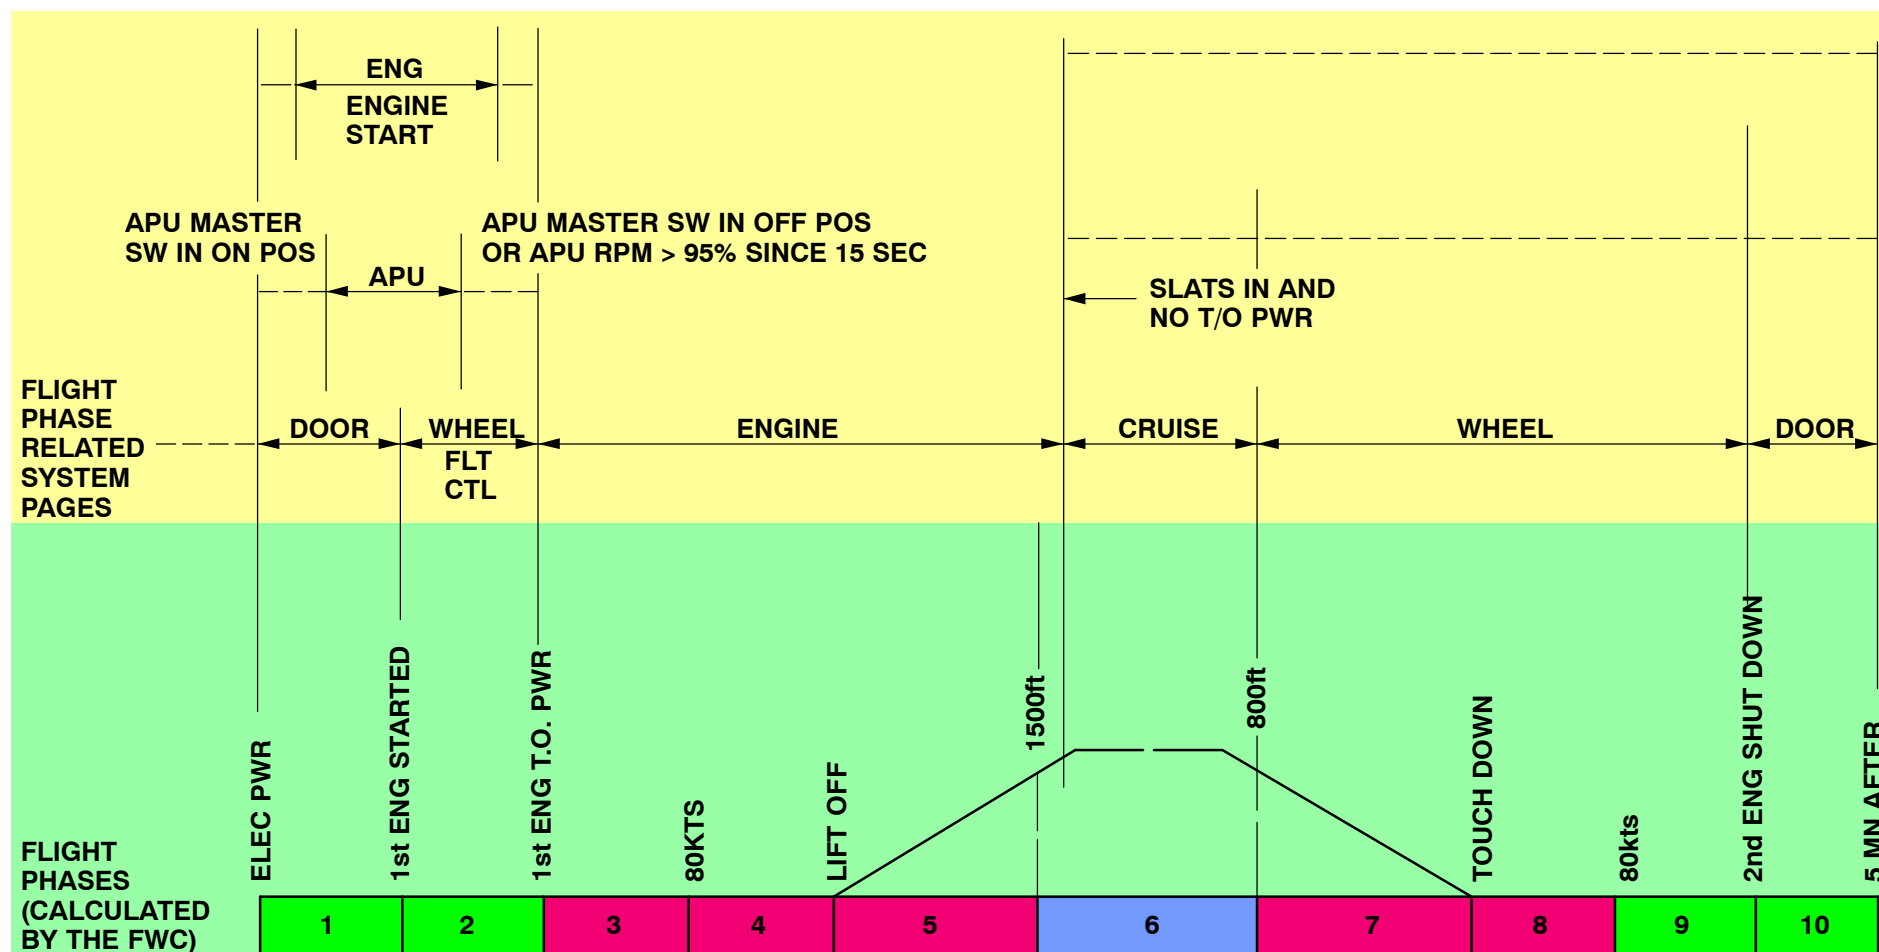 ENG
ENGINE
START
APU MASTER
SW IN ON POS
APU MASTER SW IN OFF POS
OR APU RPM > 95% SINCE 15 SEC
APU
SLATS IN AND
NO T/O PWR
FLIGHT
PHASE
RELATED
SYSTEM
PAGES
DOOR
WHEEL
FLT
CTL
ENGINE
CRUISE
WHEEL
DOOR
ELEC PWR
1st ENG STARTED
1st ENG T.O. PWR
80KTS
LIFT OFF
1500ft
800ft
TOUCH DOWN
80kts
2nd ENG SHUT DOWN
5 MN AFTER
FLIGHT
PHASES
(CALCULATED
BY THE FWC)
1 2 3 4 5 6 7 8 9 10